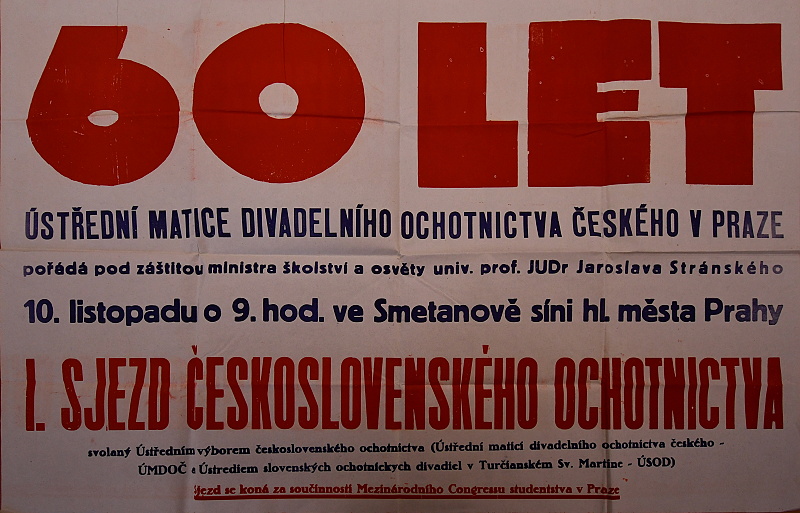 60 LET
ÚSTŘEDNÍ MATICE DIVADELNÍHO OCHOTNICTVA ČESKÉHO V PRAZE
pořádá pod záštitou ministra školství a osvěty univ. prof. JUDr Jaroslava Stránského
10. listopadu o 9. hod. ve Smetanově síni hl. města Prahy
I. SJEZD ČESKOSLOVENSKÉHO OCHOTNICTVA
svolaný Ústředním výborem československého ochotnictva (Ústřední maticí divadelního ochotnictva českého -
ÚMDOČ a Ústrediem slovenských ochotníckych divadiel v Turčianském Sv. Martine - ÚSOD)
Sjezd se koná za součinnosti Mezinárodního Congressu studentstva v Praze